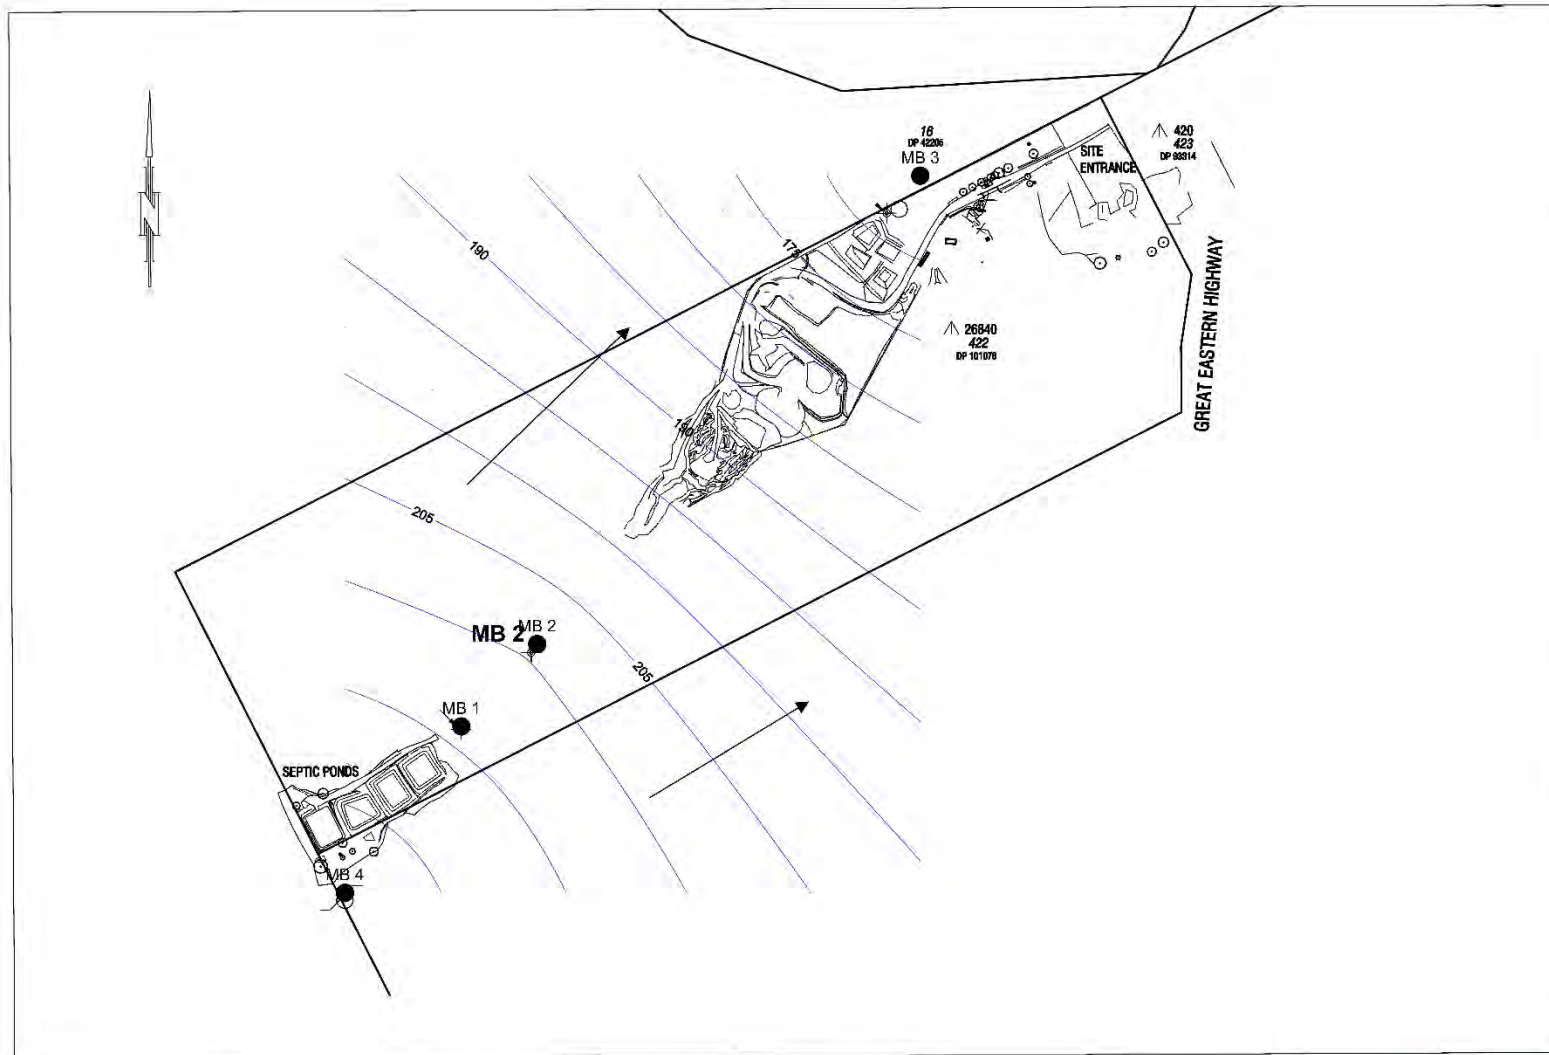 16
DP 42206
MB 3
420
423
DP 93314
SITE
ENTRANCE
190
175
GREAT EASTERN HIGHWAY
26840
422
DP 101078
190
205
MB 2
MB 2
205
MB 1
SEPTIC PONDS
MB 4
N